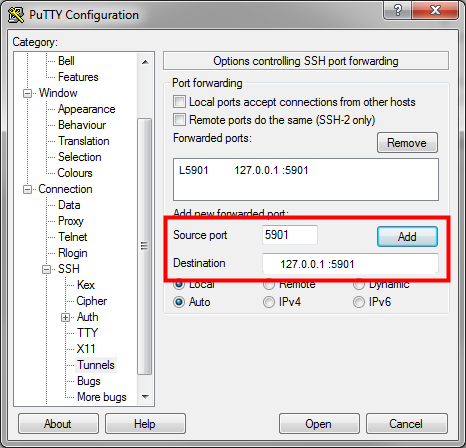 PuTTY Configuration
Category:
Bell
Features
Window
Appearance
Behaviour
Translation
Selection
Colours
Connection
Data
Proxy
Telnet
Rlogin
SSH
Kex
Cipher
Auth
TTY
X11
Tunnels
Bugs
More bugs
Options controlling SSH port forwarding
Port forwarding
Local ports accept connections from other hosts
Remote ports do the same (SSH-2 only)
Forwarded ports:
Remove
L5901 127.0.0.1 :5901
Add new forwarded port:
Source port 5901 Add
Destination 127.0.0.1 :5901
Local Remote Dynamic
Auto IPv4 IPv6
About Help Open Cancel